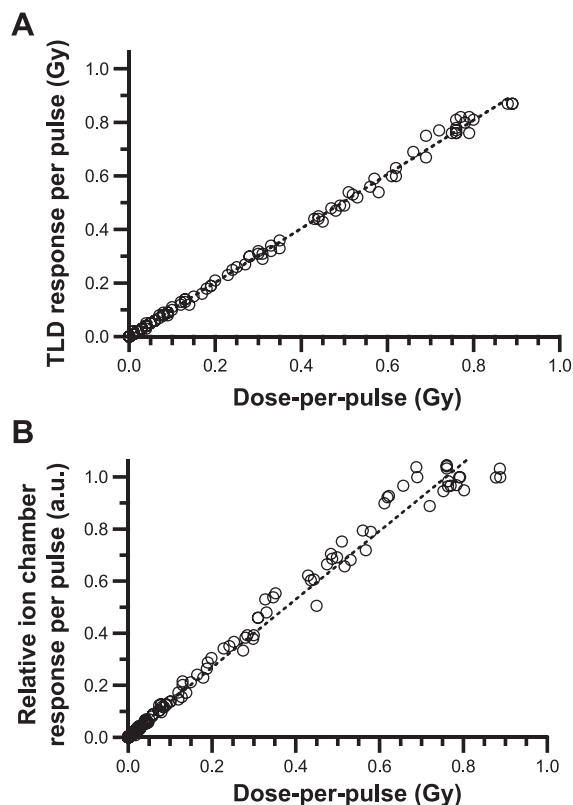 A
TLD response per pulse (Gy)
1.0
0.8
0.6
0.4
0.2
0.0
0.0 0.2 0.4 0.6 0.8 1.0
Dose-per-pulse (Gy)
B
Relative ion chamber
response per pulse (a.u.)
1.0
0.8
0.6
0.4
0.2
0.0
0.0 0.2 0.4 0.6 0.8 1.0
Dose-per-pulse (Gy)